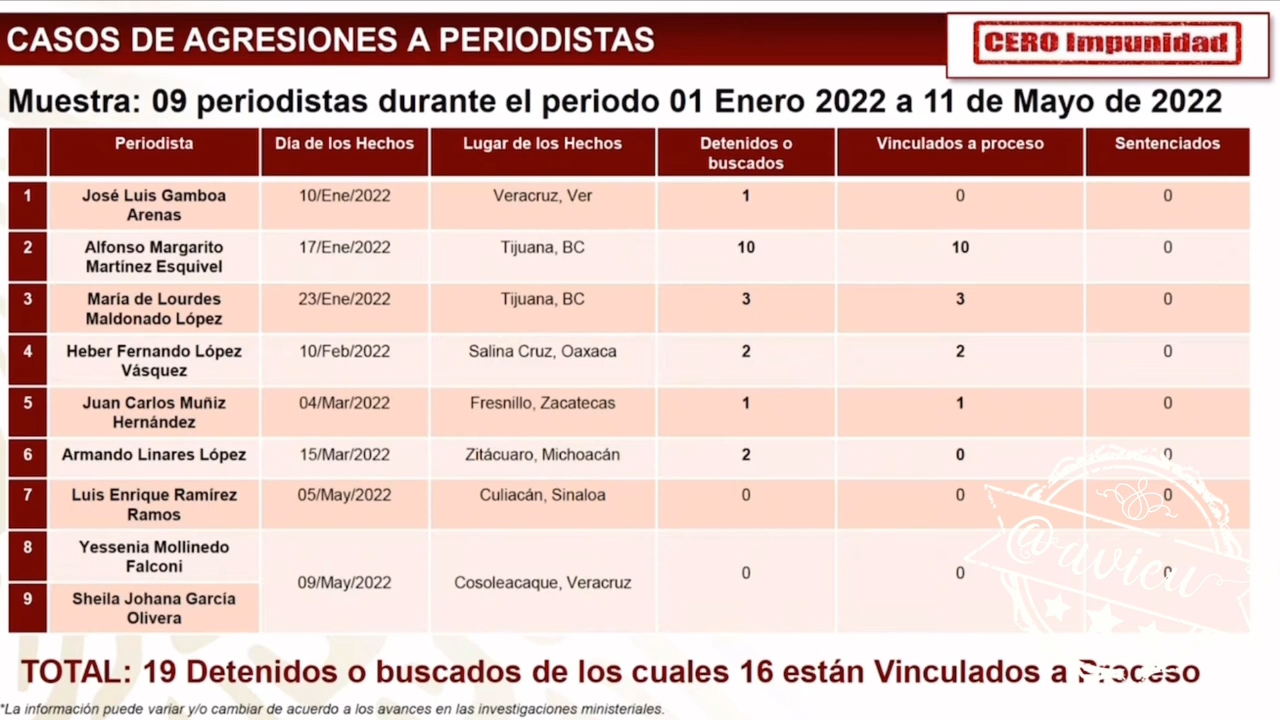 CASOS DE AGRESIONES A PERIODISTAS
CERO Impunidad
Muestra: 09 periodistas durante el periodo 01 Enero 2022 a 11 de Mayo de 2022
Periodista Día de los Hechos Lugar de los Hechos Detenidos o Vinculados a proceso Sentenciados
buscados
1 José Luis Gamboa 10/Ene/2022 Veracruz, Ver 1 0 0
Arenas
2 Alfonso Margarito 17/Ene/2022 Tijuana, BC 10 10 0
Martínez Esquivel
3 María de Lourdes 23/Ene/2022 Tijuana, BC 3 3 0
Maldonado López
4 Heber Fernando López 10/Feb/2022 Salina Cruz, Oaxaca 2 2 0
Vásquez
5 Juan Carlos Muñiz 04/Mar/2022 Fresnillo, Zacatecas 1 1 0
Hernández
6 Armando Linares López 15/Mar/2022 Zitácuaro, Michoacán 2 0 0
7 Luis Enrique Ramírez 05/May/2022 Culiacán, Sinaloa 0 0 0
Ramos
8 Yessenia Mollinedo
Falconi
09/May/2022 Cosoleacaque, Veracruz 0 0 0
9 Sheila Johana García
Olivera
@avieu
TOTAL: 19 Detenidos o buscados de los cuales 16 están Vinculados a Proceso
*La información puede variar y/o cambiar de acuerdo a los avances en las investigaciones ministeriales.